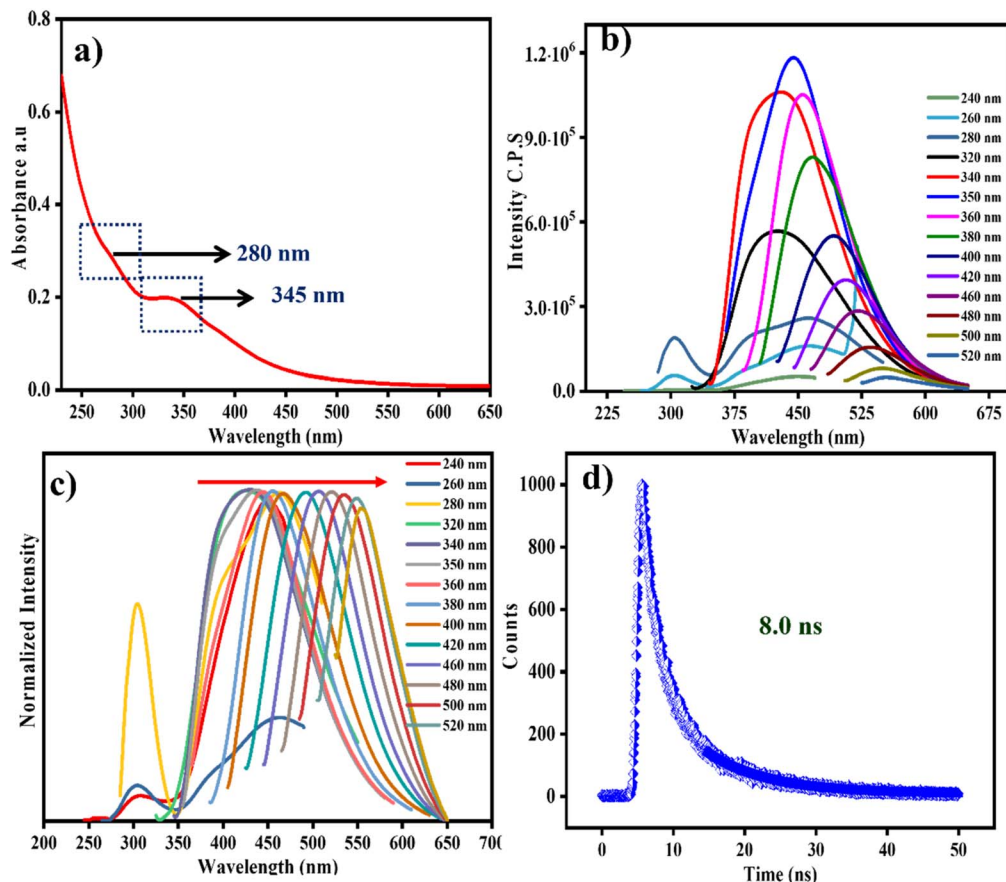 a)
0.8
0.6
0.4
0.2
0.0
Absorbance a.u
280 nm
345 nm
250 300 350 400 450 500 550 600 650
Wavelength (nm)
b)
1.2·10⁶
9.0·10⁵
6.0·10⁵
3.0·10⁵
0.0
Intensity C.P.S
240 nm
260 nm
280 nm
320 nm
340 nm
350 nm
360 nm
380 nm
400 nm
420 nm
460 nm
480 nm
500 nm
520 nm
225 300 375 450 525 600 675
Wavelength (nm)
c)
Normalized Intensity
240 nm
260 nm
280 nm
320 nm
340 nm
350 nm
360 nm
380 nm
400 nm
420 nm
460 nm
480 nm
500 nm
520 nm
200 250 300 350 400 450 500 550 600 650 700
Wavelength (nm)
d)
1000
800
600
400
200
0
Counts
8.0 ns
0 10 20 30 40 50
Time (ns)